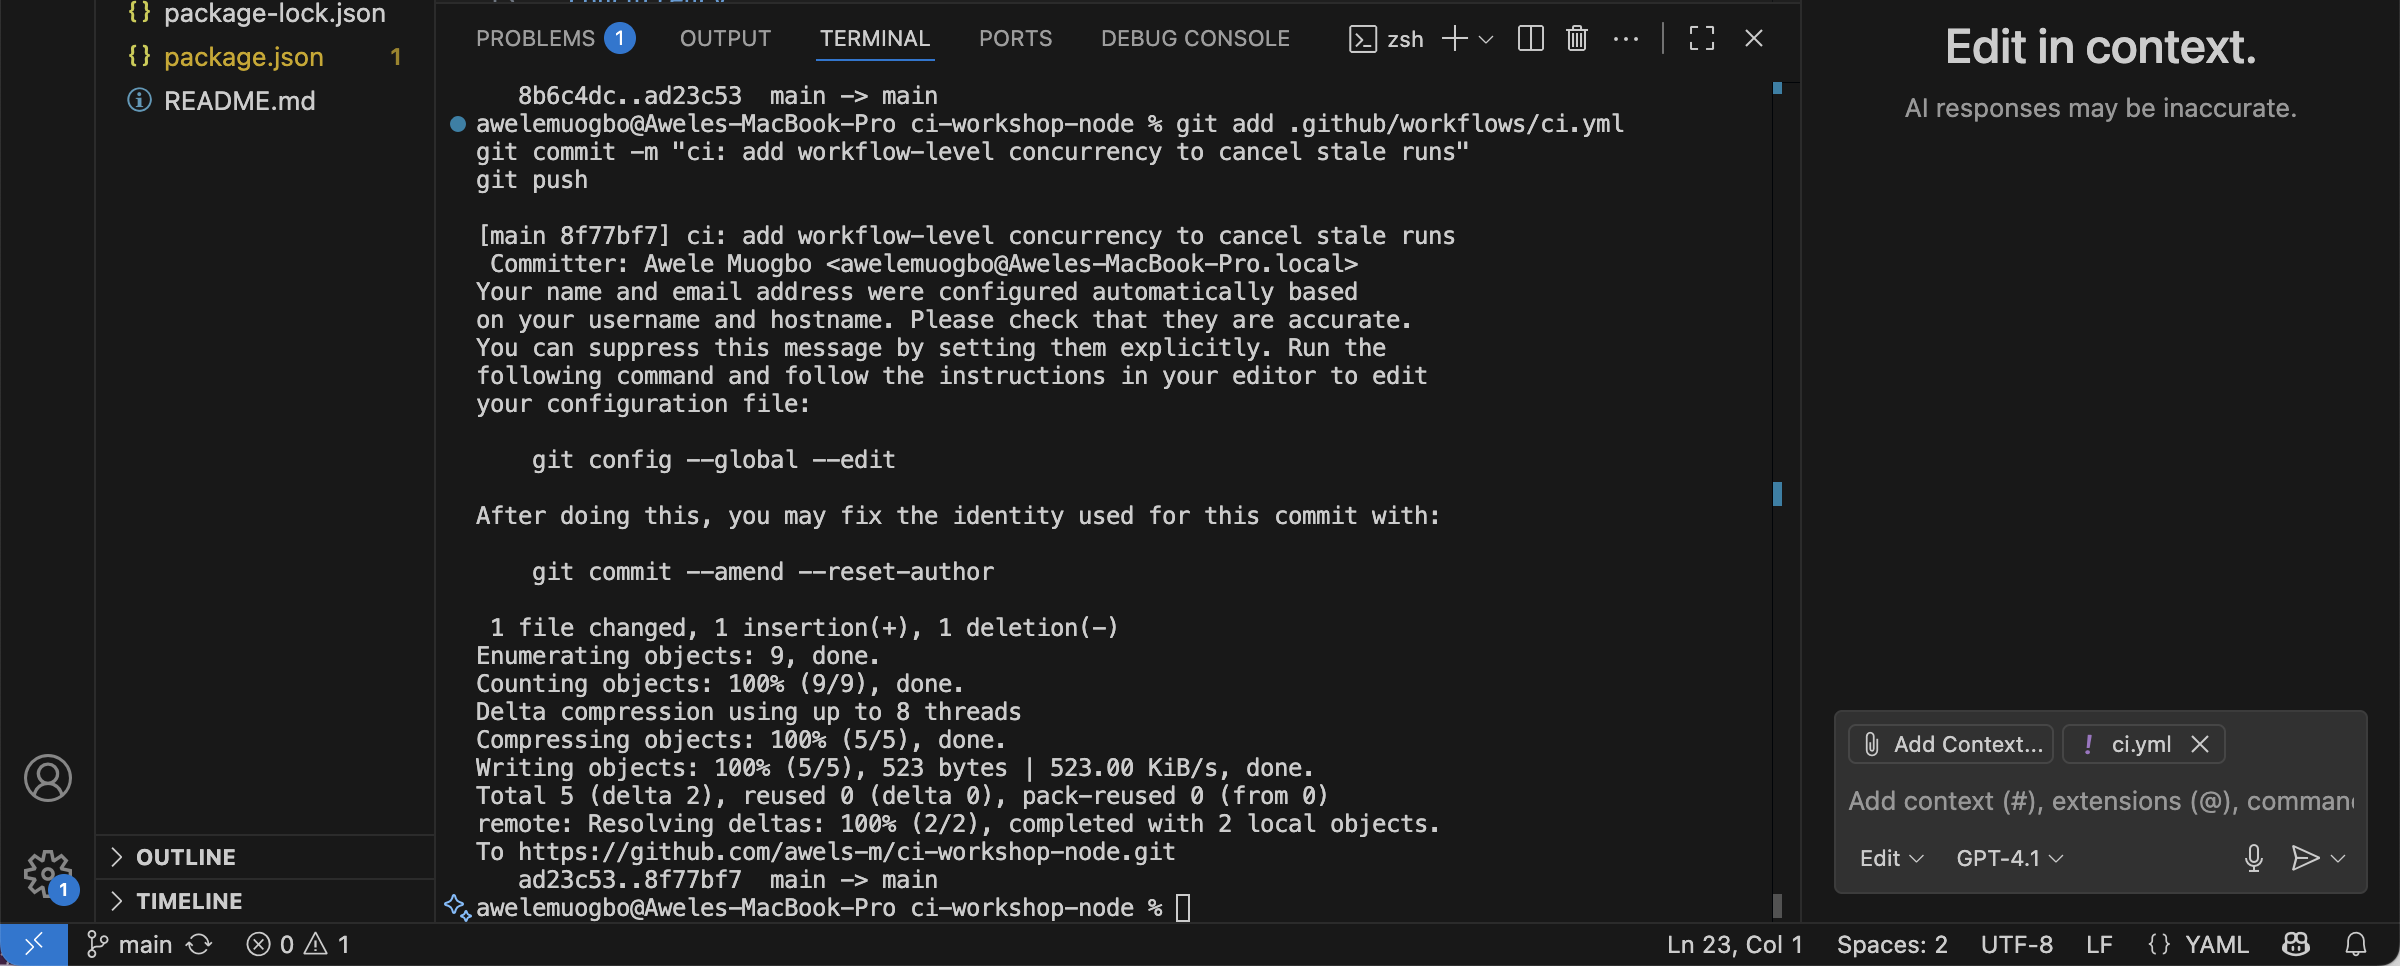 package-lock.json
package.json 1
README.md
OUTLINE
TIMELINE
1
PROBLEMS 1 OUTPUT TERMINAL PORTS DEBUG CONSOLE zsh
8b6c4dc..ad23c53  main -> main
awelemuogbo@Aweles-MacBook-Pro ci-workshop-node % git add .github/workflows/ci.yml
git commit -m "ci: add workflow-level concurrency to cancel stale runs"
git push
[main 8f77bf7] ci: add workflow-level concurrency to cancel stale runs
Committer: Awele Muogbo <awelemuogbo@Aweles-MacBook-Pro.local>
Your name and email address were configured automatically based
on your username and hostname. Please check that they are accurate.
You can suppress this message by setting them explicitly. Run the
following command and follow the instructions in your editor to edit
your configuration file:
git config --global --edit
After doing this, you may fix the identity used for this commit with:
git commit --amend --reset-author
1 file changed, 1 insertion(+), 1 deletion(-)
Enumerating objects: 9, done.
Counting objects: 100% (9/9), done.
Delta compression using up to 8 threads
Compressing objects: 100% (5/5), done.
Writing objects: 100% (5/5), 523 bytes | 523.00 KiB/s, done.
Total 5 (delta 2), reused 0 (delta 0), pack-reused 0 (from 0)
remote: Resolving deltas: 100% (2/2), completed with 2 local objects.
To https://github.com/awels-m/ci-workshop-node.git
ad23c53..8f77bf7  main -> main
awelemuogbo@Aweles-MacBook-Pro ci-workshop-node %
Edit in context.
AI responses may be inaccurate.
Add Context... ! ci.yml
Add context (#), extensions (@), comman
Edit GPT-4.1
main 0 1 Ln 23, Col 1 Spaces: 2 UTF-8 LF {} YAML